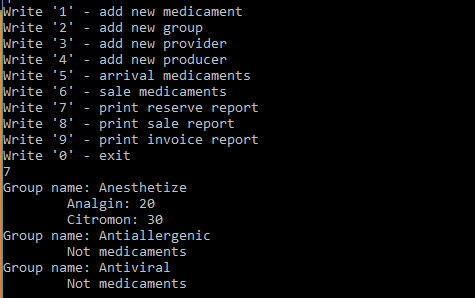 Write '1' - add new medicament
Write '2' - add new group
Write '3' - add new provider
Write '4' - add new producer
Write '5' - arrival medicaments
Write '6' - sale medicaments
Write '7' - print reserve report
Write '8' - print sale report
Write '9' - print invoice report
Write '0' - exit
7
Group name: Anesthetize
Analgin: 20
Citromon: 30
Group name: Antiallergenic
Not medicaments
Group name: Antiviral
Not medicaments